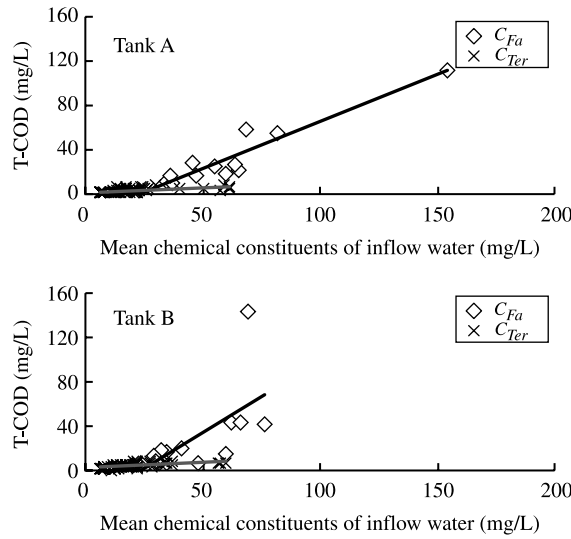 160
Tank A
C_Fa
C_Ter
120
80
40
0
T-COD (mg/L)
0 50 100 150 200
Mean chemical constituents of inflow water (mg/L)
160
Tank B
C_Fa
C_Ter
120
80
40
0
T-COD (mg/L)
0 50 100 150 200
Mean chemical constituents of inflow water (mg/L)